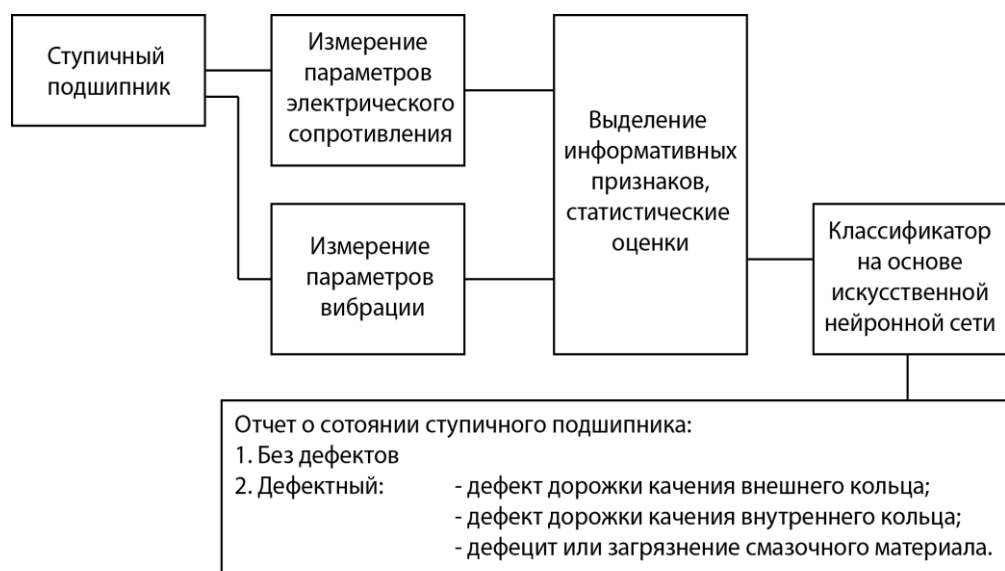 Ступичный
подшипник
Измерение
параметров
электрического
сопротивления
Измерение
параметров
вибрации
Выделение
информативных
признаков,
статистические
оценки
Классификатор
на основе
искусственной
нейронной сети
Отчет о сотоянии ступичного подшипника:
1. Без дефектов
2. Дефектный: - дефект дорожки качения внешнего кольца;
- дефект дорожки качения внутреннего кольца;
- дефецит или загрязнение смазочного материала.